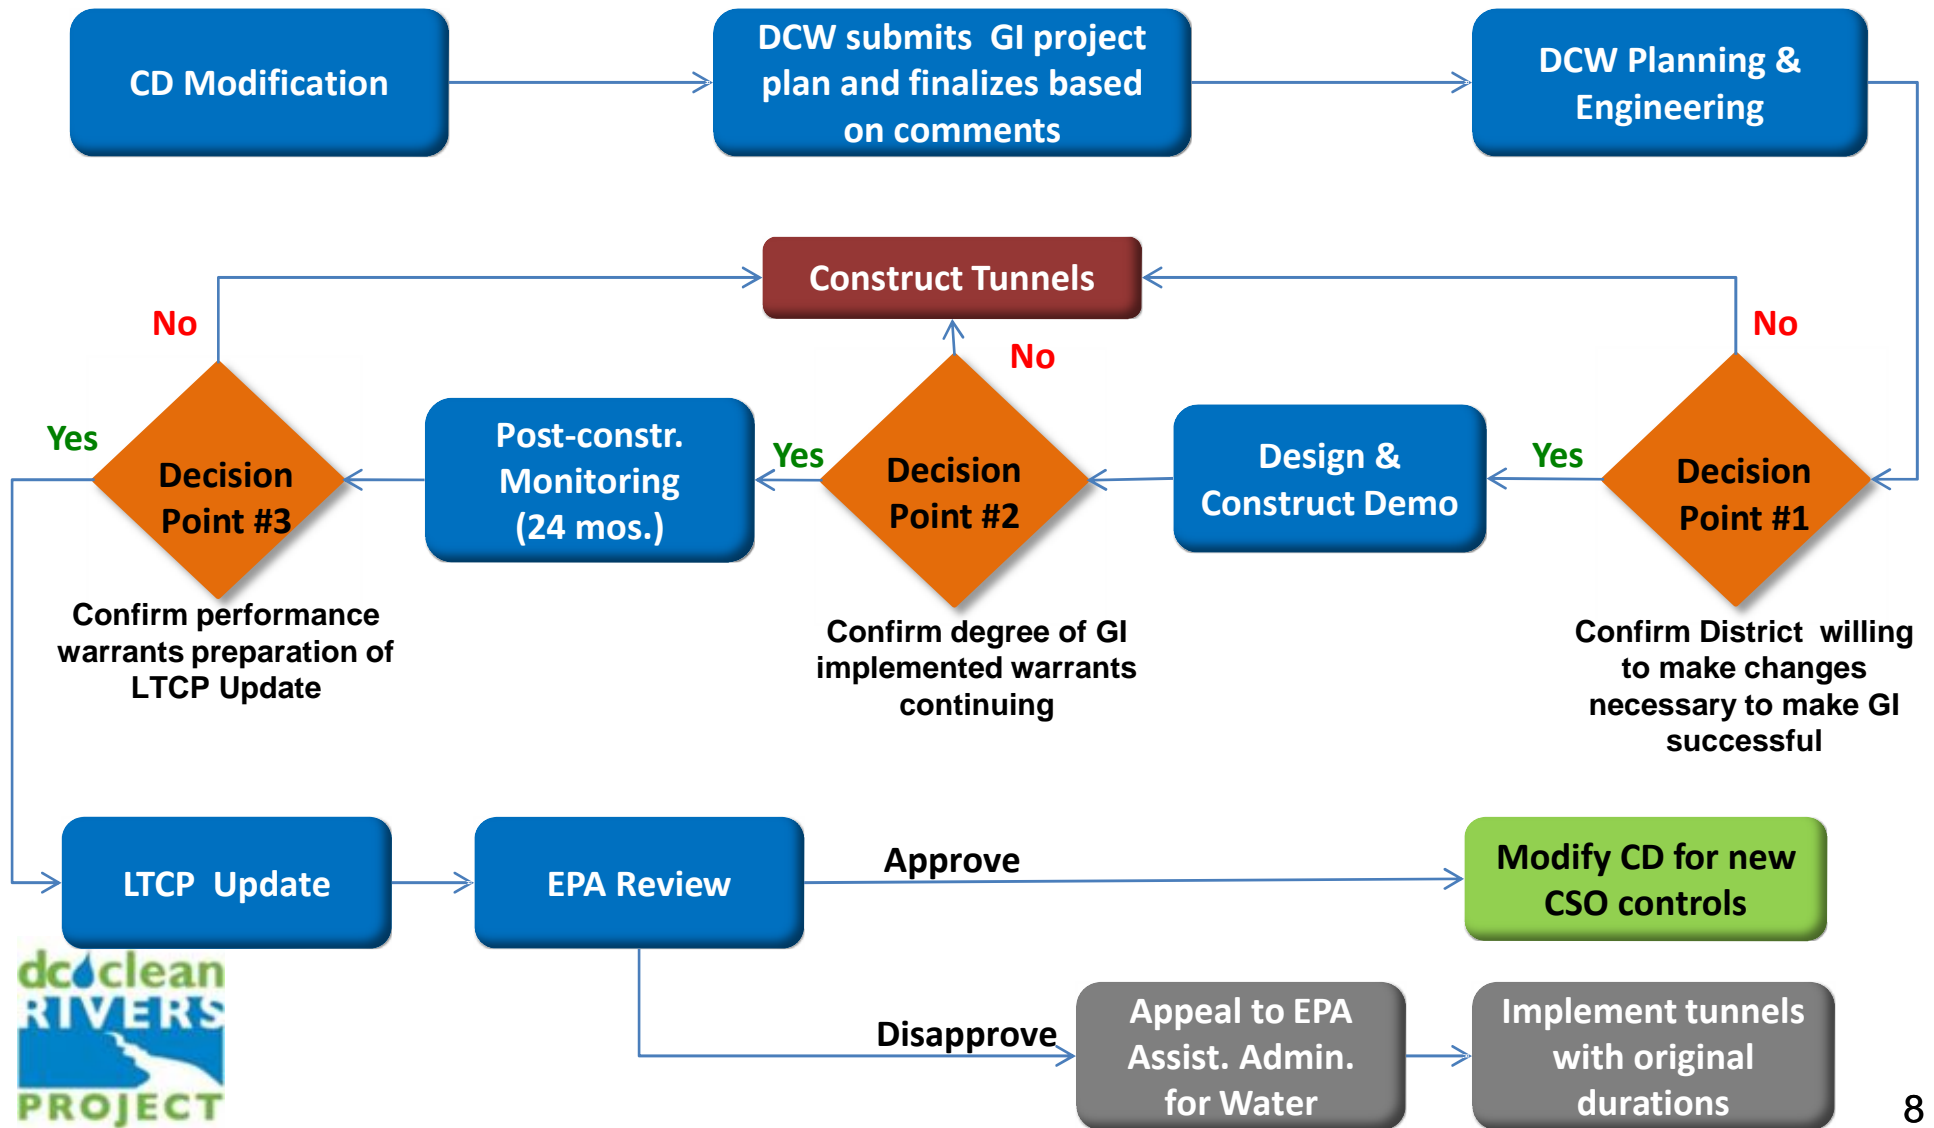 CD Modification
DCW submits GI project
plan and finalizes based
on comments
DCW Planning &
Engineering
Construct Tunnels
No
No
No
Yes
Decision
Point #3
Post-constr.
Monitoring
(24 mos.)
Yes
Decision
Point #2
Design &
Construct Demo
Yes
Decision
Point #1
Confirm performance
warrants preparation of
LTCP Update
Confirm degree of GI
implemented warrants
continuing
Confirm District willing
to make changes
necessary to make GI
successful
LTCP Update
EPA Review
Approve
Modify CD for new
CSO controls
Disapprove
Appeal to EPA
Assist. Admin.
for Water
Implement tunnels
with original
durations
dc clean
RIVERS
PROJECT
8